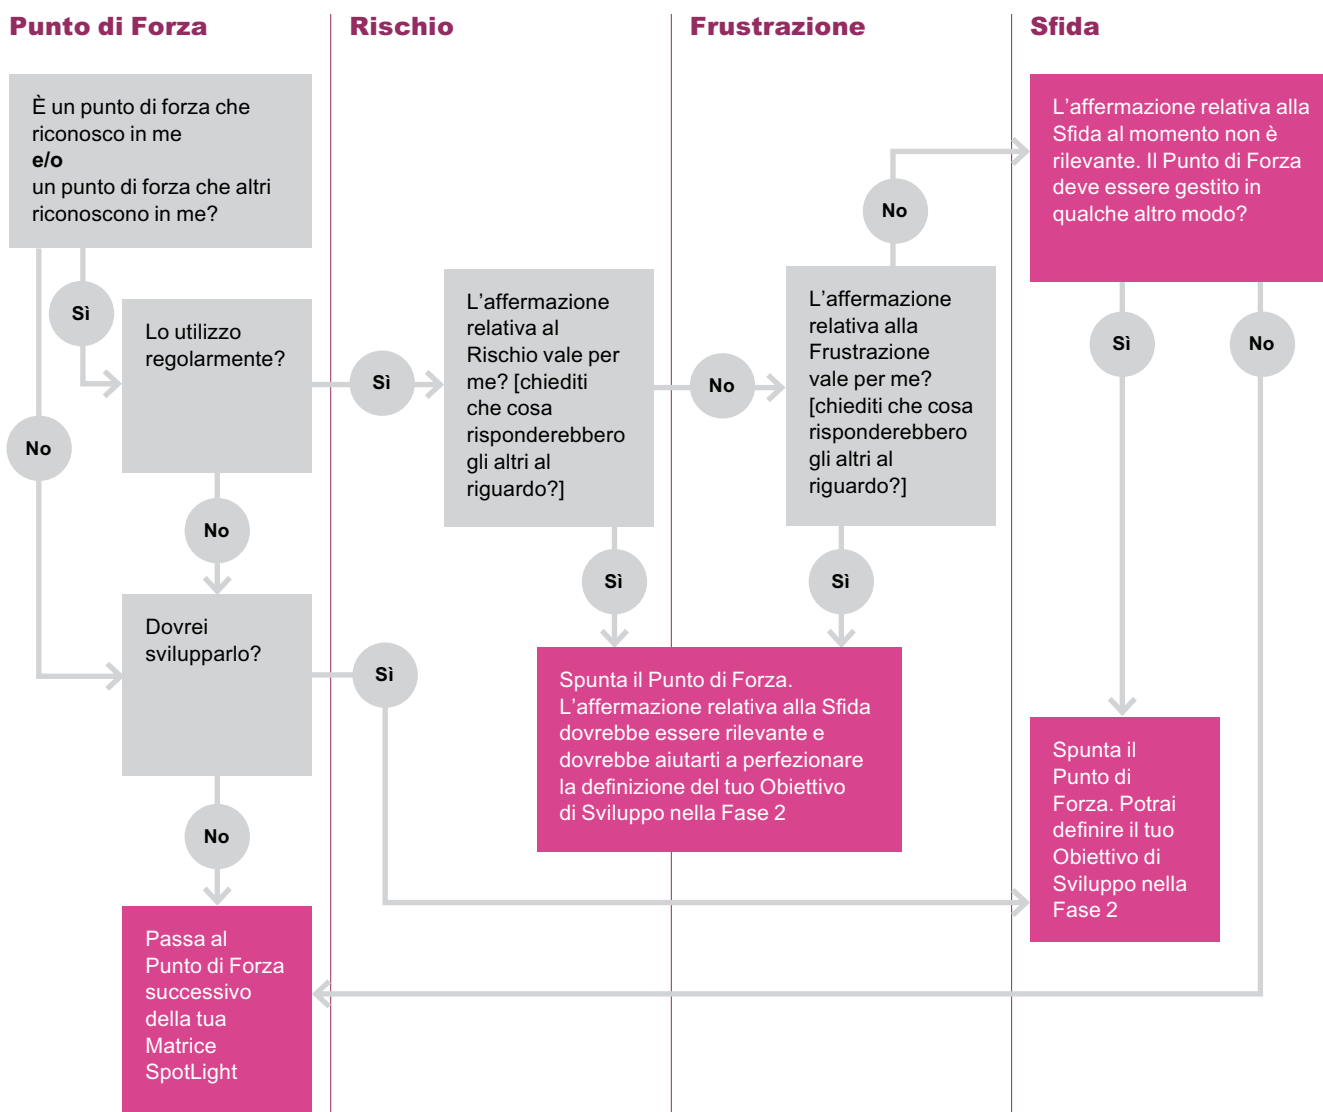 Punto di Forza
Rischio
Frustrazione
Sfida
È un punto di forza che
riconosco in me
e/o
un punto di forza che altri
riconoscono in me?
Sì
No
Lo utilizzo
regolarmente?
Sì
No
Dovrei
svilupparlo?
Sì
No
Passa al
Punto di Forza
successivo
della tua
Matrice
SpotLight
L'affermazione
relativa al
Rischio vale per
me? [chiediti
che cosa
risponderebbero
gli altri al
riguardo?]
No
Sì
L'affermazione
relativa alla
Frustrazione
vale per me?
[chiediti che cosa
risponderebbero
gli altri al
riguardo?]
No
Sì
Spunta il Punto di Forza.
L'affermazione relativa alla Sfida
dovrebbe essere rilevante e
dovrebbe aiutarti a perfezionare
la definizione del tuo Obiettivo
di Sviluppo nella Fase 2
L'affermazione relativa alla
Sfida al momento non è
rilevante. Il Punto di Forza
deve essere gestito in
qualche altro modo?
Sì
No
Spunta il
Punto di
Forza. Potrai
definire il tuo
Obiettivo di
Sviluppo nella
Fase 2